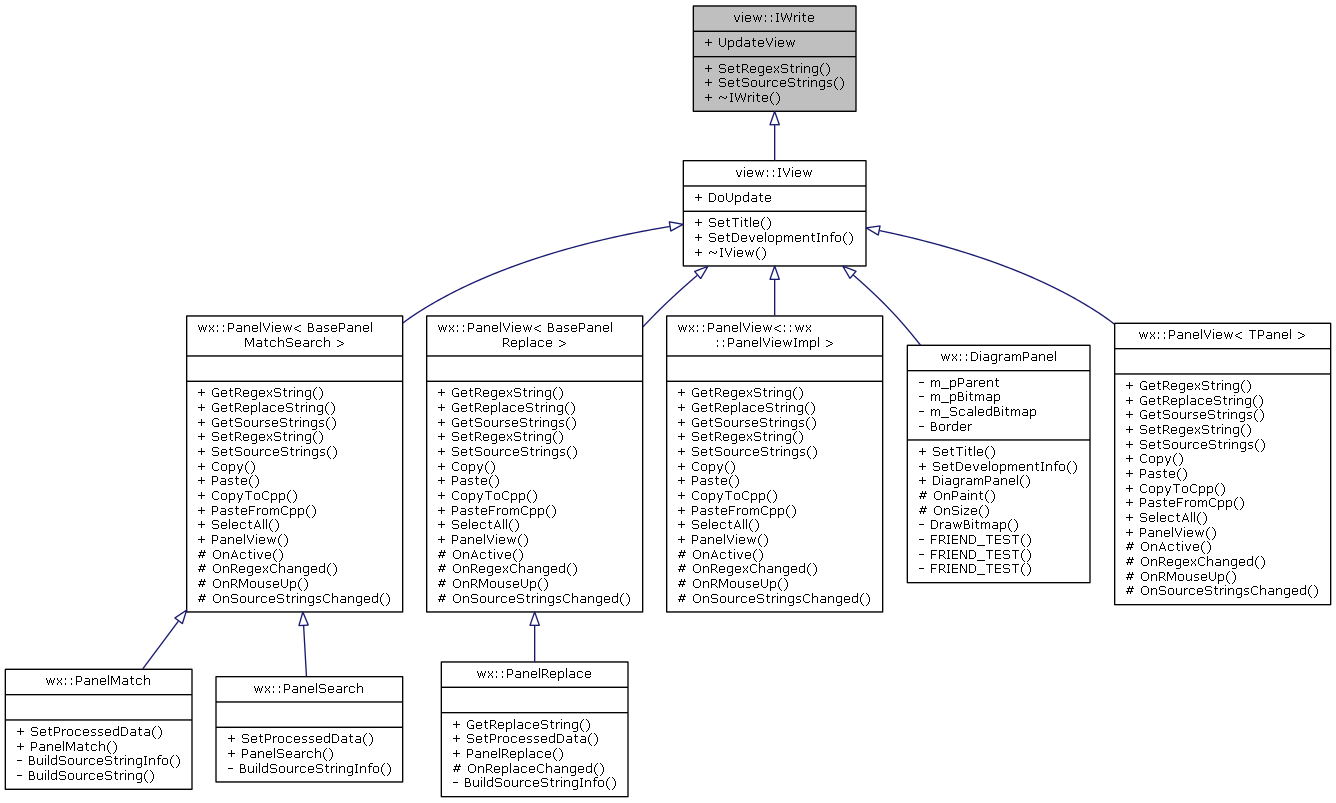 view::IWrite
+ UpdateView
+ SetRegexString()
+ SetSourceStrings()
+ ~IWrite()
view::IView
+ DoUpdate
+ SetTitle()
+ SetDevelopmentInfo()
+ ~IView()
wx::PanelView< BasePanel
MatchSearch >
+ GetRegexString()
+ GetReplaceString()
+ GetSourseStrings()
+ SetRegexString()
+ SetSourceStrings()
+ Copy()
+ Paste()
+ CopyToCpp()
+ PasteFromCpp()
+ SelectAll()
+ PanelView()
# OnActive()
# OnRegexChanged()
# OnRMouseUp()
# OnSourceStringsChanged()
wx::PanelView< BasePanel
Replace >
+ GetRegexString()
+ GetReplaceString()
+ GetSourseStrings()
+ SetRegexString()
+ SetSourceStrings()
+ Copy()
+ Paste()
+ CopyToCpp()
+ PasteFromCpp()
+ SelectAll()
+ PanelView()
# OnActive()
# OnRegexChanged()
# OnRMouseUp()
# OnSourceStringsChanged()
wx::PanelView<::wx
::PanelViewImpl >
+ GetRegexString()
+ GetReplaceString()
+ GetSourseStrings()
+ SetRegexString()
+ SetSourceStrings()
+ Copy()
+ Paste()
+ CopyToCpp()
+ PasteFromCpp()
+ SelectAll()
+ PanelView()
# OnActive()
# OnRegexChanged()
# OnRMouseUp()
# OnSourceStringsChanged()
wx::DiagramPanel
- m_pParent
- m_pBitmap
- m_ScaledBitmap
- Border
+ SetTitle()
+ SetDevelopmentInfo()
+ DiagramPanel()
# OnPaint()
# OnSize()
- DrawBitmap()
- FRIEND_TEST()
- FRIEND_TEST()
- FRIEND_TEST()
wx::PanelView< TPanel >
+ GetRegexString()
+ GetReplaceString()
+ GetSourseStrings()
+ SetRegexString()
+ SetSourceStrings()
+ Copy()
+ Paste()
+ CopyToCpp()
+ PasteFromCpp()
+ SelectAll()
+ PanelView()
# OnActive()
# OnRegexChanged()
# OnRMouseUp()
# OnSourceStringsChanged()
wx::PanelMatch
+ SetProcessedData()
+ PanelMatch()
- BuildSourceStringInfo()
- BuildSourceString()
wx::PanelSearch
+ SetProcessedData()
+ PanelSearch()
- BuildSourceStringInfo()
wx::PanelReplace
+ GetReplaceString()
+ SetProcessedData()
+ PanelReplace()
# OnReplaceChanged()
- BuildSourceStringInfo()